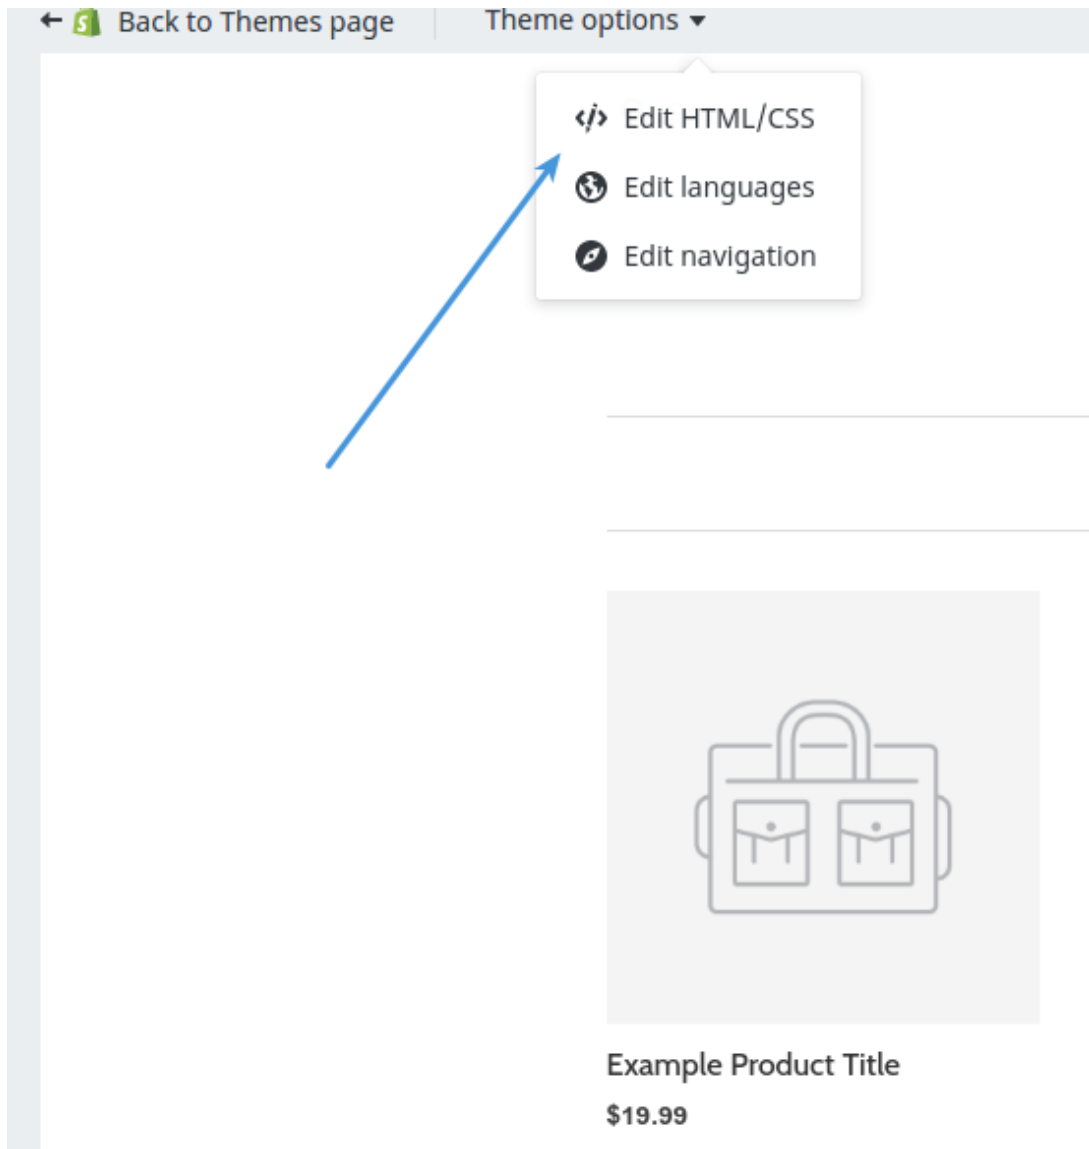 Back to Themes page
Theme options
Edit HTML/CSS
Edit languages
Edit navigation
Example Product Title
$19.99